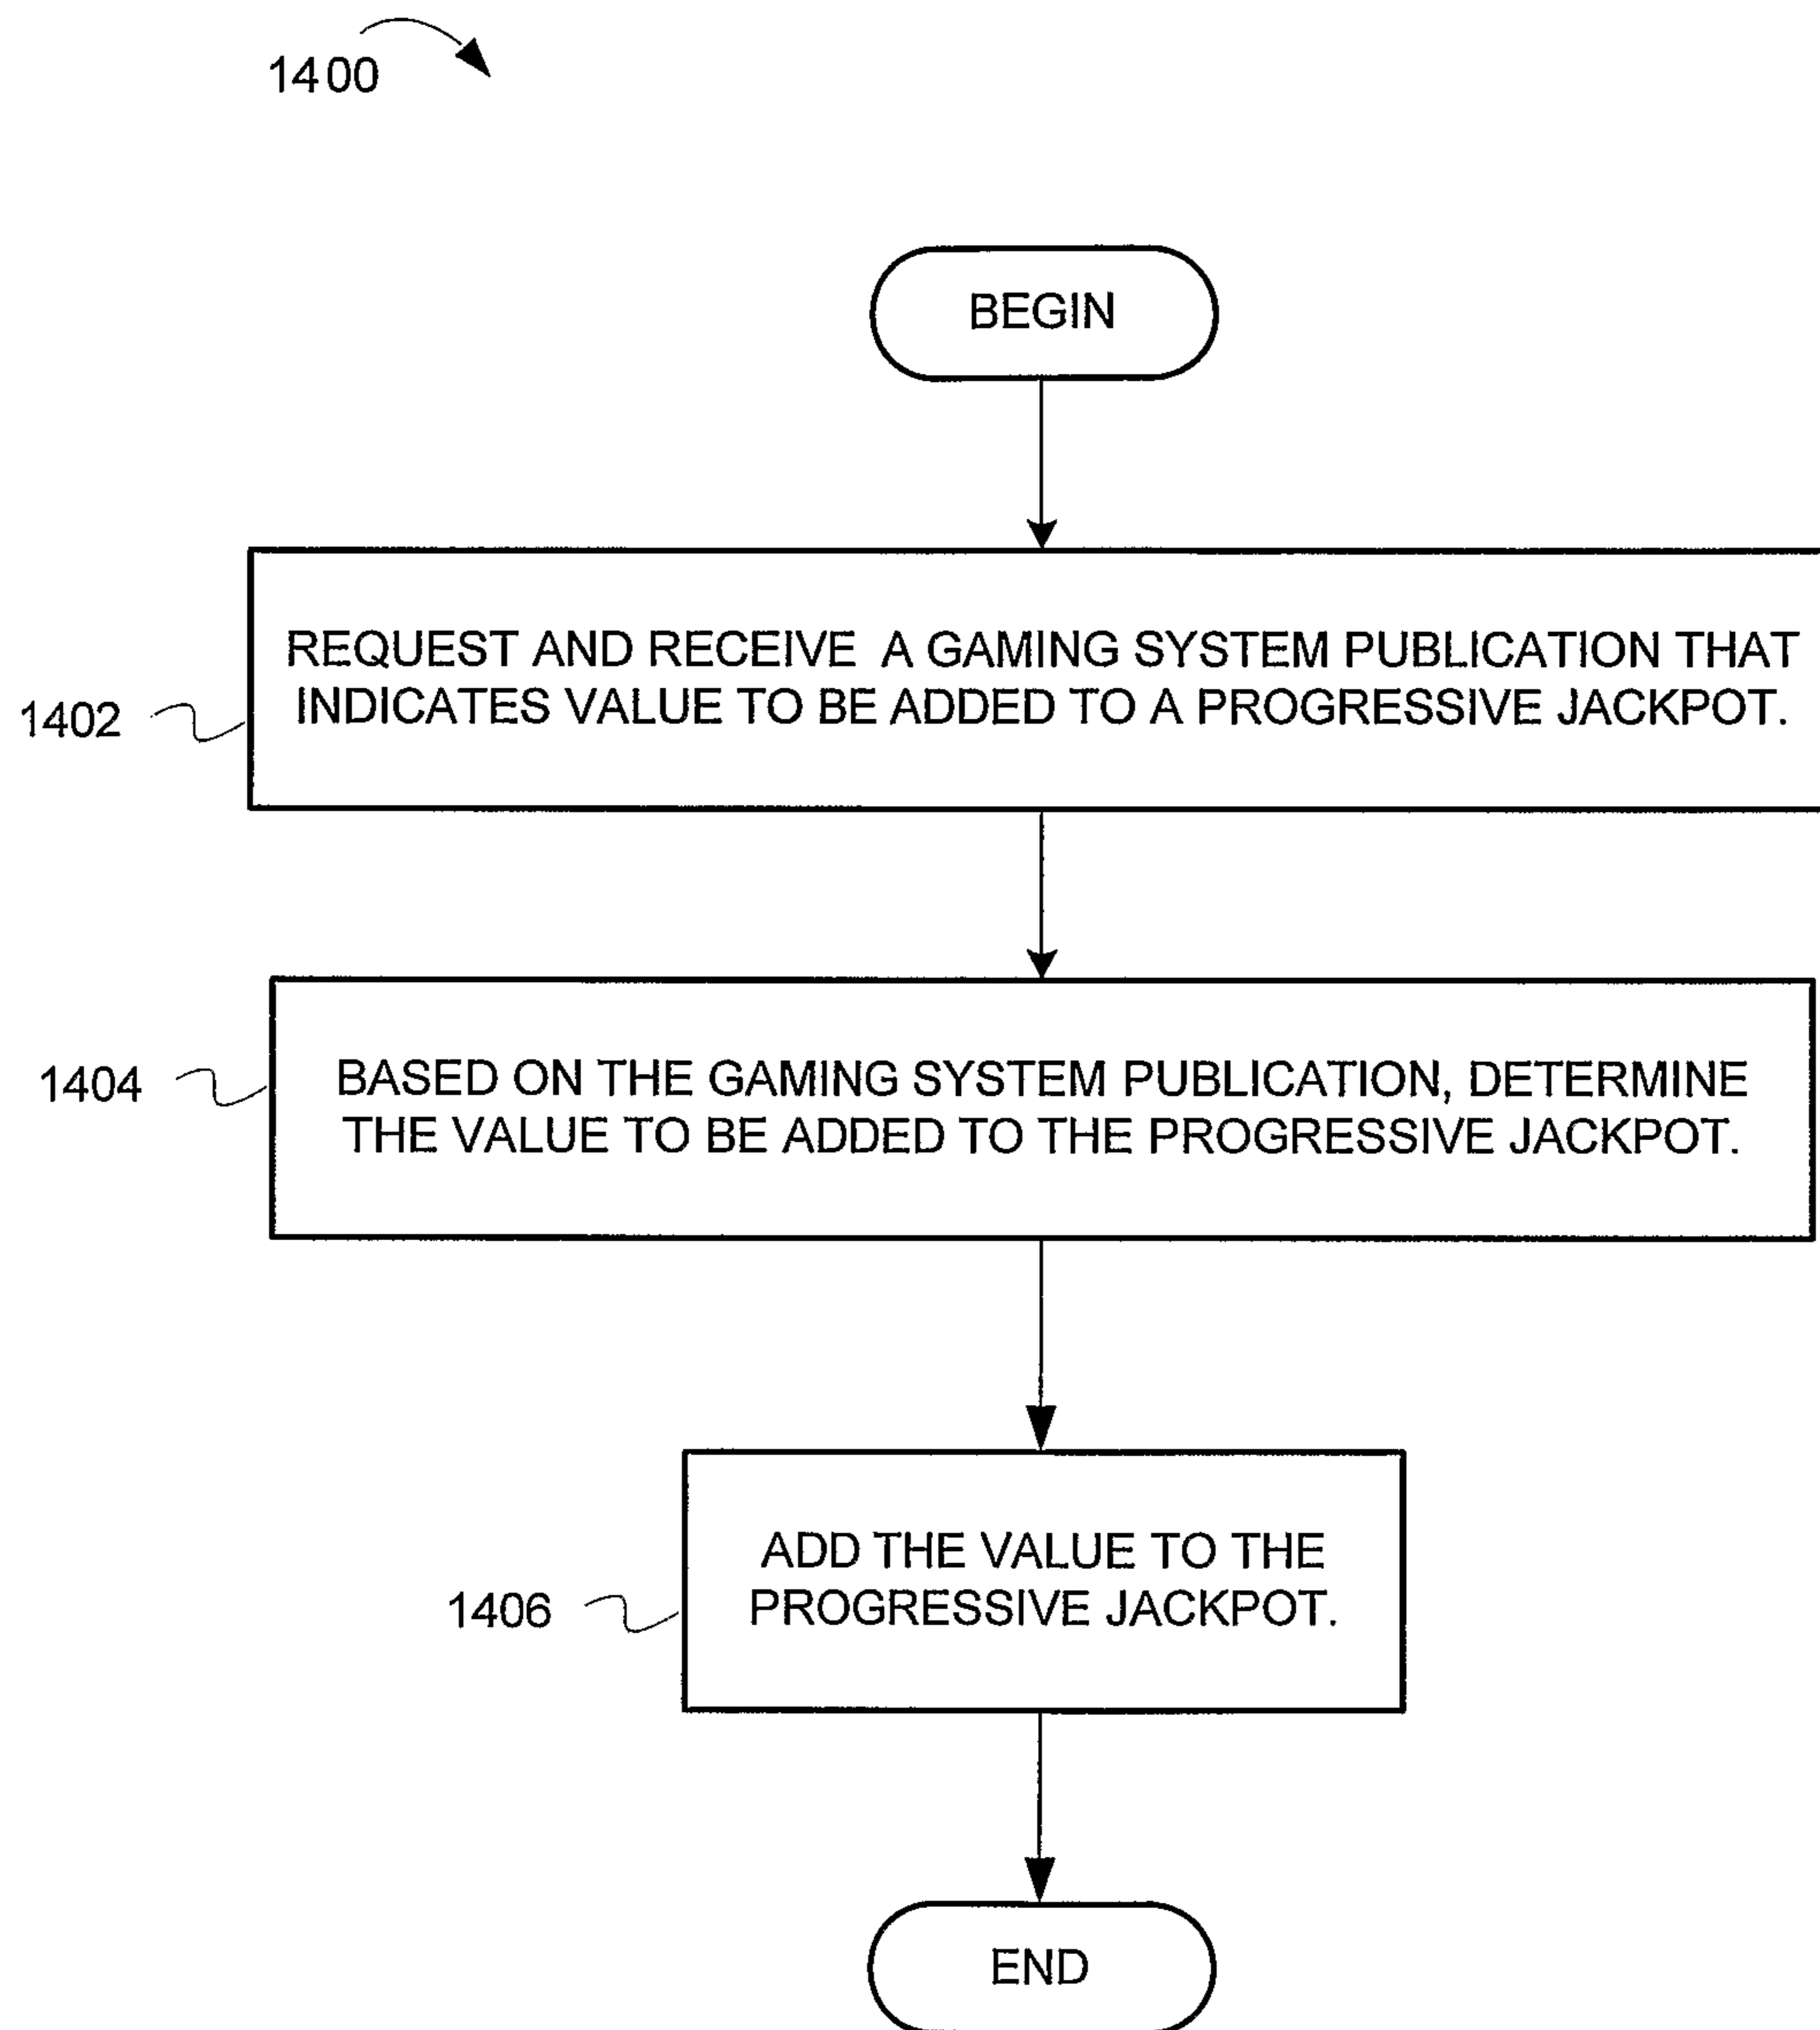 1400
BEGIN
REQUEST AND RECEIVE A GAMING SYSTEM PUBLICATION THAT
INDICATES VALUE TO BE ADDED TO A PROGRESSIVE JACKPOT.
1402
BASED ON THE GAMING SYSTEM PUBLICATION, DETERMINE
THE VALUE TO BE ADDED TO THE PROGRESSIVE JACKPOT.
1404
ADD THE VALUE TO THE
PROGRESSIVE JACKPOT.
1406
END